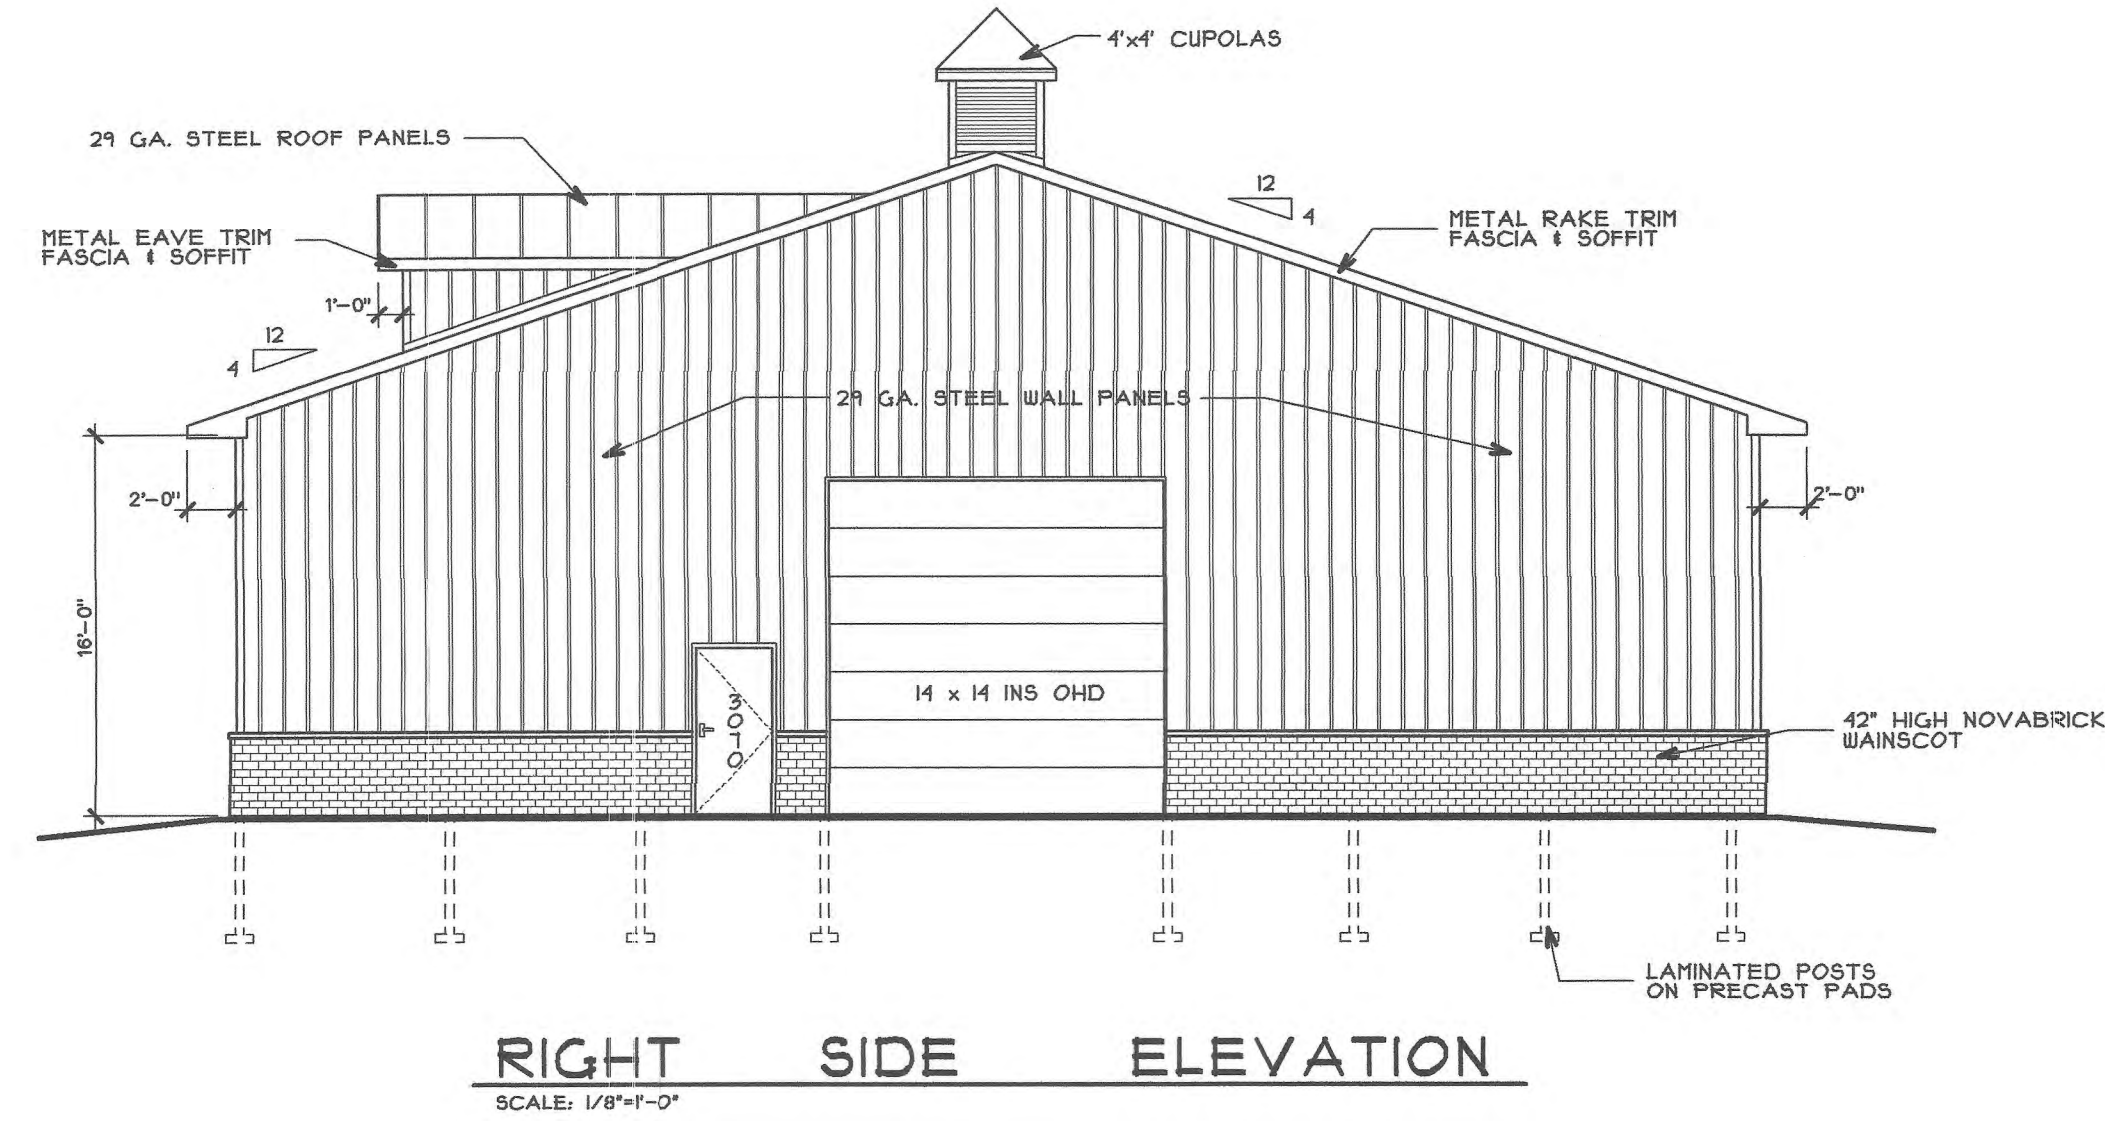 4'x4' CUPOLAS
29 GA. STEEL ROOF PANELS
12
4
METAL RAKE TRIM
FASCIA & SOFFIT
METAL EAVE TRIM
FASCIA & SOFFIT
1'-0"
12
4
29 GA. STEEL WALL PANELS
2'-0"
2'-0"
16'-0"
14 x 14 INS OHD
3070
42" HIGH NOVABRICK
WAINSCOT
LAMINATED POSTS
ON PRECAST PADS
RIGHT SIDE ELEVATION
SCALE: 1/8"=1'-0"